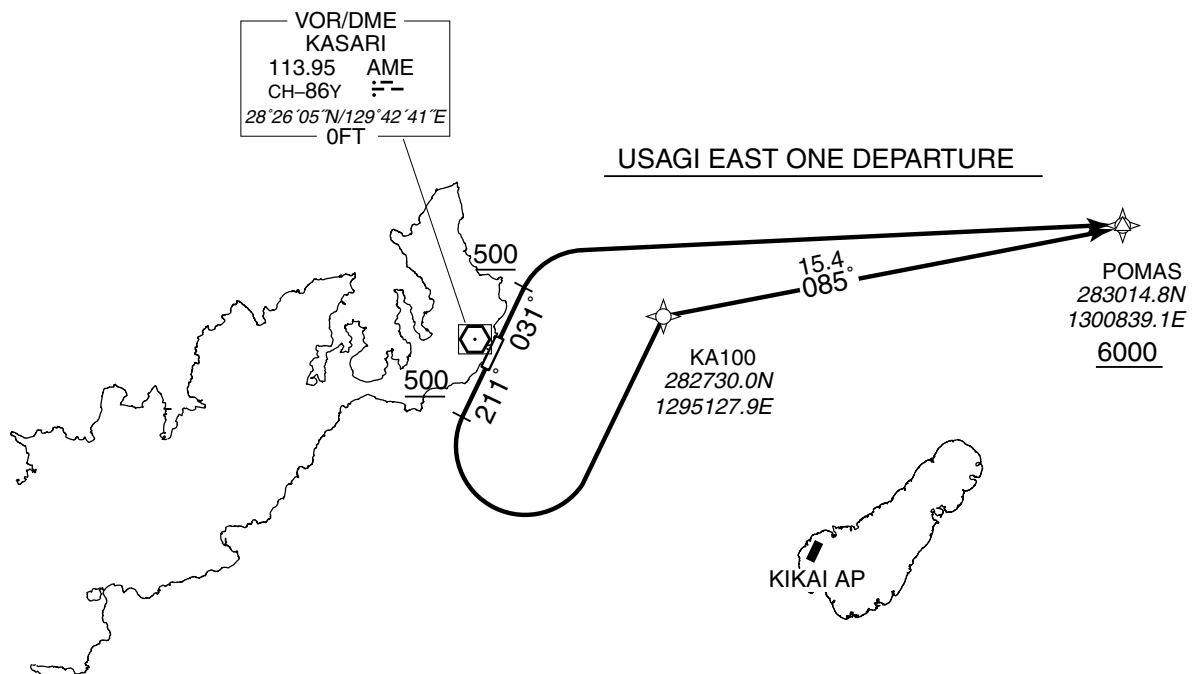 VOR/DME
KASARI
113.95 AME
CH–86Y
28°26′05″N/129°42′41″E
0FT
USAGI EAST ONE DEPARTURE
500
031°
15.4
085°
POMAS
283014.8N
1300839.1E
6000
500
211°
KA100
282730.0N
1295127.9E
KIKAI AP